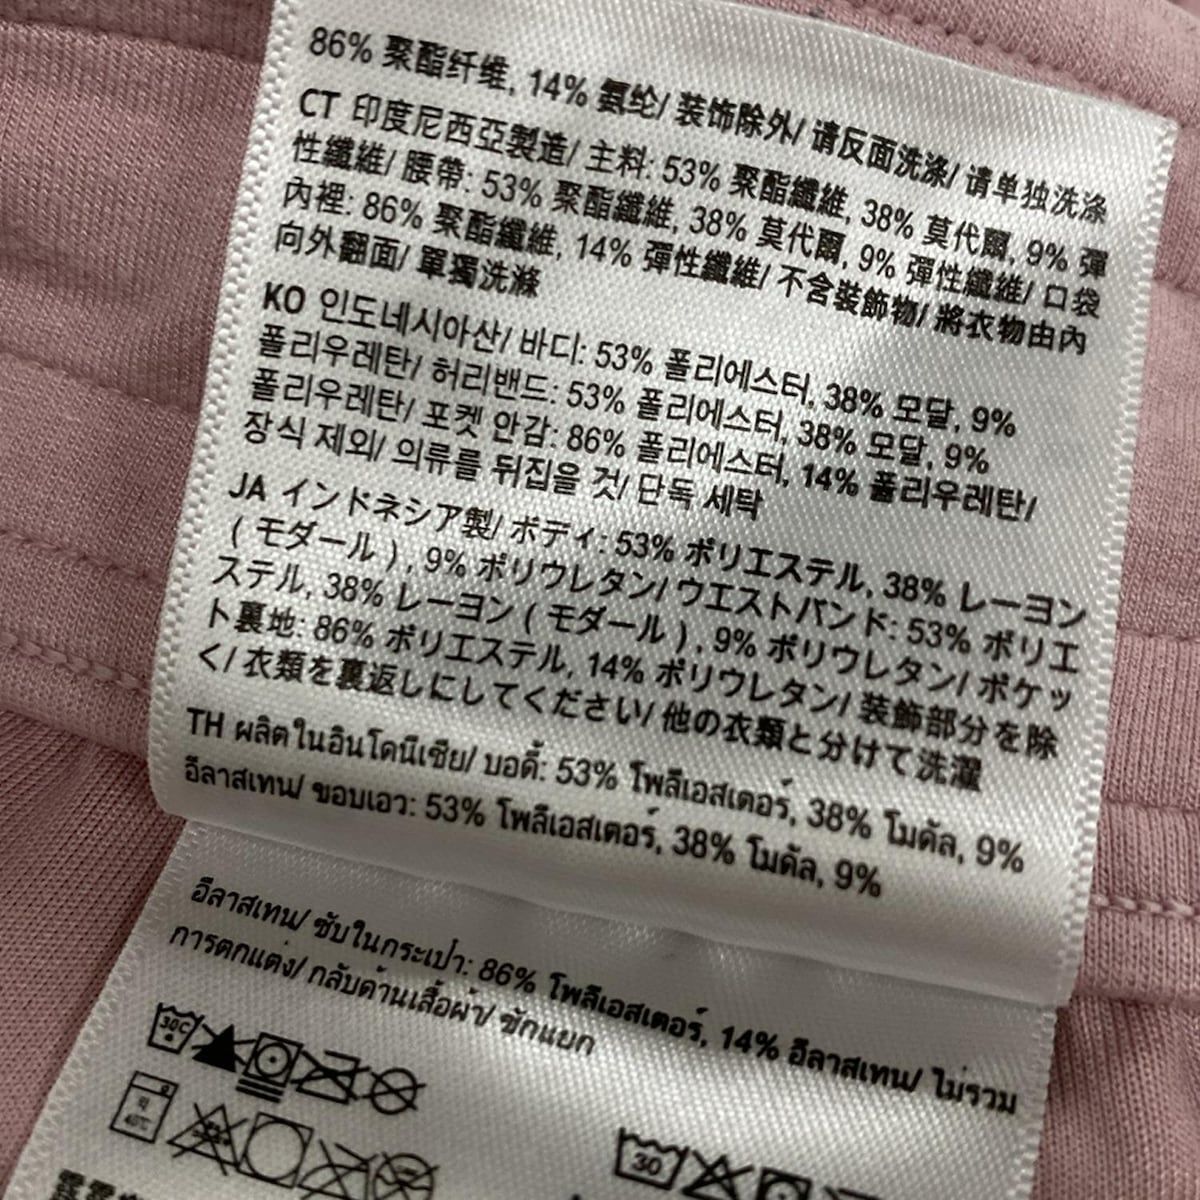 86% 聚酯纤维, 14% 氨纶/ 装饰除外/ 请反面洗涤/ 请单独洗涤
CT 印度尼西亞製造/ 主料: 53% 聚酯纖維, 38% 莫代爾, 9% 彈
性纖維/ 腰帶: 53% 聚酯纖維, 38% 莫代爾, 9% 彈性纖維/ 口袋
內裡: 86% 聚酯纖維, 14% 彈性纖維/ 不含裝飾物/ 將衣物由內
向外翻面/ 單獨洗滌
KO 인도네시아산/ 바디: 53% 폴리에스터, 38% 모달, 9%
폴리우레탄/ 허리밴드: 53% 폴리에스터, 38% 모달, 9%
폴리우레탄/ 포켓 안감: 86% 폴리에스터, 14% 폴리우레탄/
장식 제외/ 의류를 뒤집을 것/ 단독 세탁
JA インドネシア製/ ボディ: 53% ポリエステル, 38% レーヨン
( モダール ), 9% ポリウレタン/ ウエストバンド: 53% ポリエ
ステル, 38% レーヨン ( モダール ), 9% ポリウレタン/ ポケッ
ト裏地: 86% ポリエステル, 14% ポリウレタン/ 装飾部分を除
く/ 衣類を裏返しにしてください/ 他の衣類と分けて洗濯
TH ผลิตในอินโดนีเซีย/ บอดี้: 53% โพลีเอสเตอร์, 38% โมดัล, 9%
อีลาสเทน/ ขอบเอว: 53% โพลีเอสเตอร์, 38% โมดัล, 9%
อีลาสเทน/ ซับในกระเป๋า: 86% โพลีเอสเตอร์, 14% อีลาสเทน/ ไม่รวม
การตกแต่ง/ กลับด้านเสื้อผ้า/ ซักแยก
30C
40℃
30